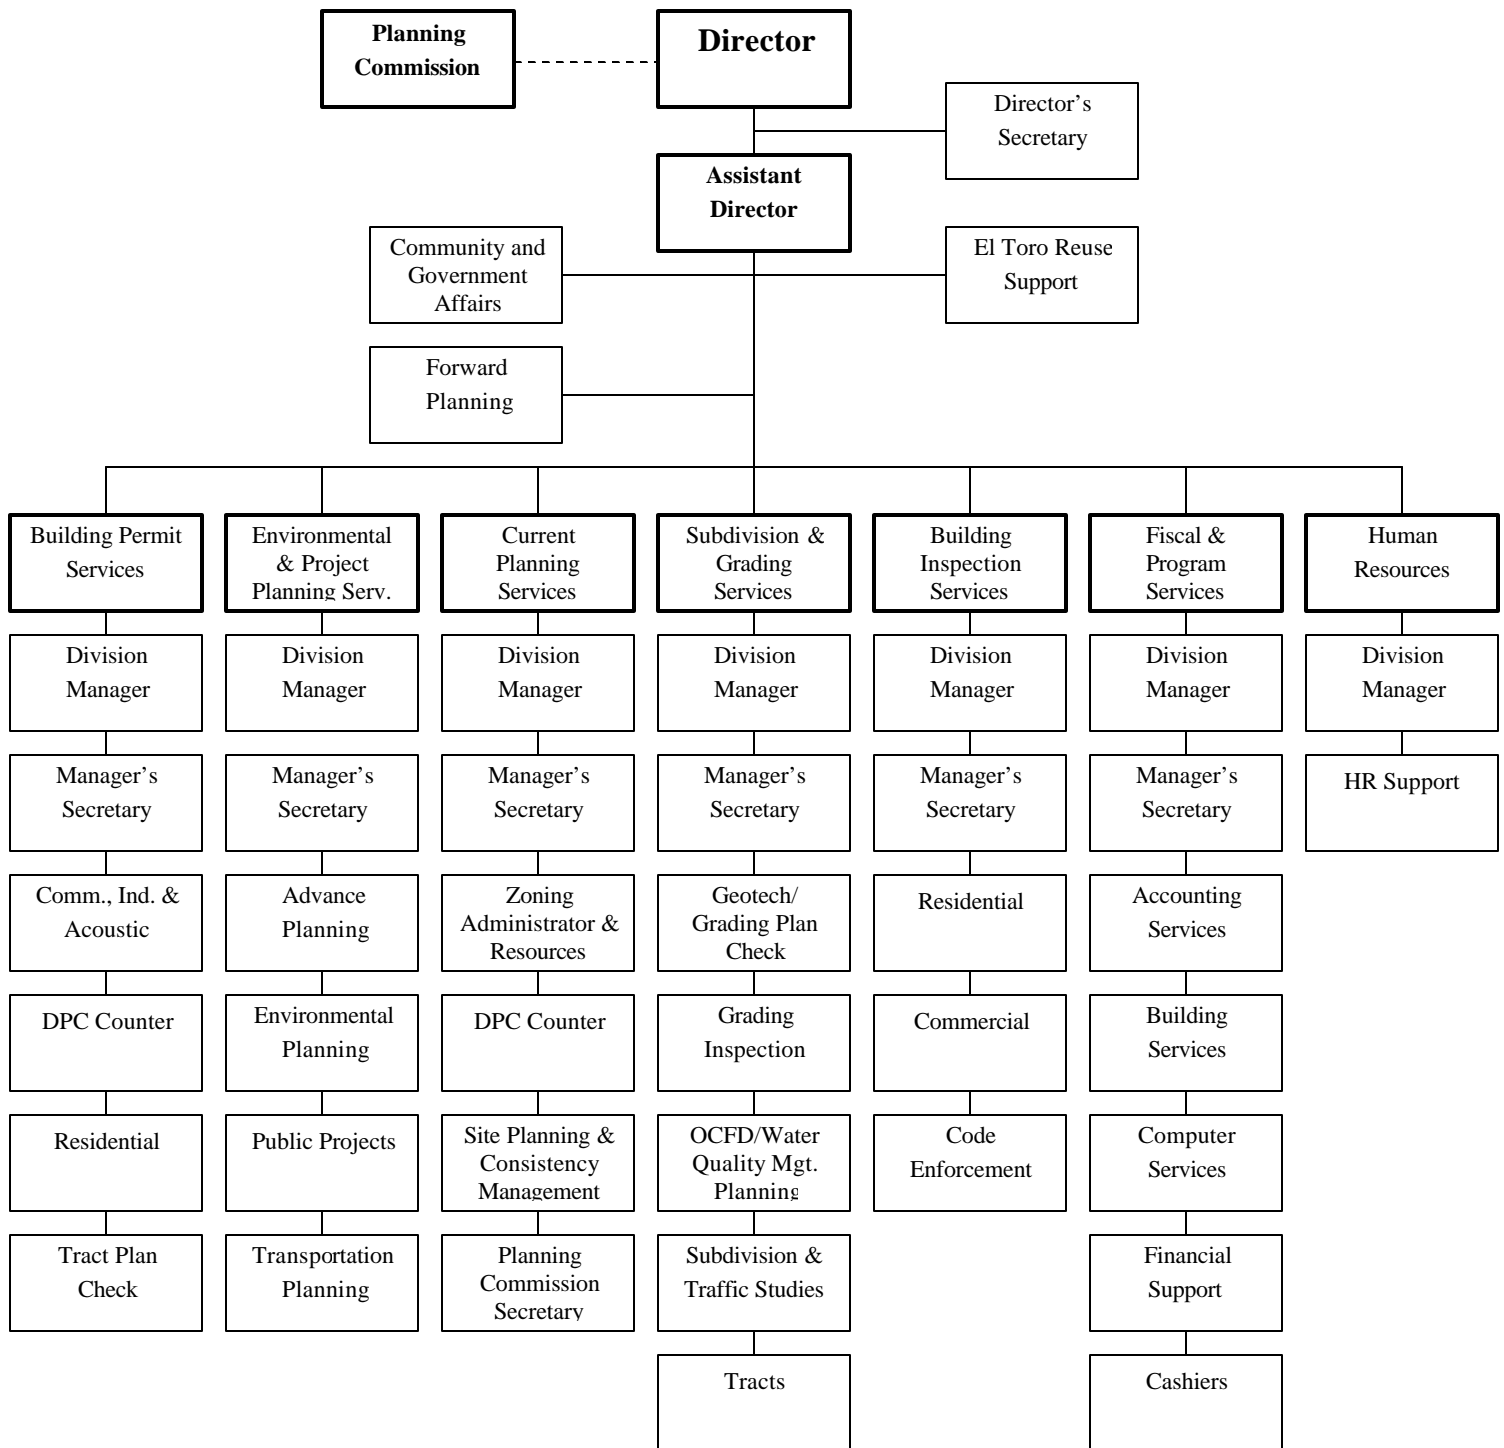 Planning
Commission
Director
Director's
Secretary
Assistant
Director
Community and
Government
Affairs
El Toro Reuse
Support
Forward
Planning
Building Permit
Services
Environmental
& Project
Planning Serv.
Current
Planning
Services
Subdivision &
Grading
Services
Building
Inspection
Services
Fiscal &
Program
Services
Human
Resources
Division
Manager
Division
Manager
Division
Manager
Division
Manager
Division
Manager
Division
Manager
Division
Manager
Manager's
Secretary
Manager's
Secretary
Manager's
Secretary
Manager's
Secretary
Manager's
Secretary
Manager's
Secretary
HR Support
Comm., Ind. &
Acoustic
Advance
Planning
Zoning
Administrator &
Resources
Geotech/
Grading Plan
Check
Residential
Accounting
Services
DPC Counter
Environmental
Planning
DPC Counter
Grading
Inspection
Commercial
Building
Services
Residential
Public Projects
Site Planning &
Consistency
Management
OCFD/Water
Quality Mgt.
Planning
Code
Enforcement
Computer
Services
Tract Plan
Check
Transportation
Planning
Planning
Commission
Secretary
Subdivision &
Traffic Studies
Financial
Support
Tracts
Cashiers